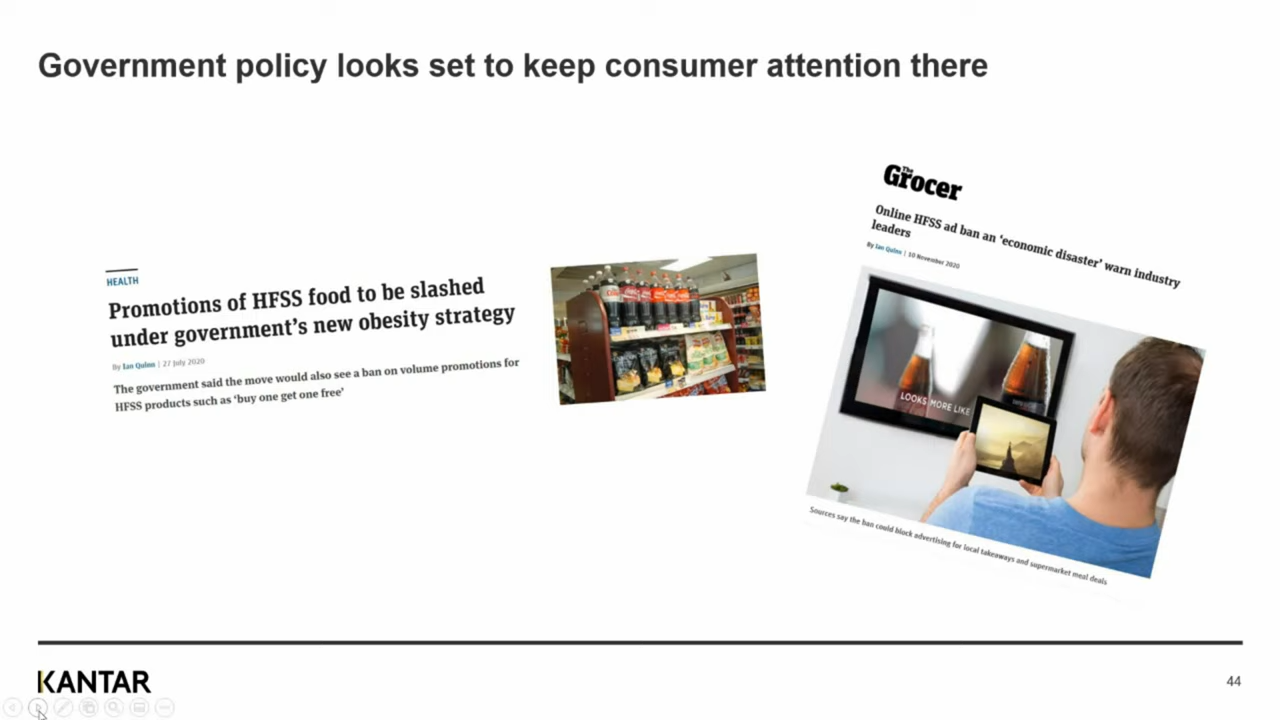 Government policy looks set to keep consumer attention there
HEALTH
Promotions of HFSS food to be slashed
under government's new obesity strategy
By Ian Quinn | 27 July 2020
The government said the move would also see a ban on volume promotions for
HFSS products such as 'buy one get one free'
The
Grocer
Online HFSS ad ban an 'economic disaster' warn industry
leaders
By Ian Quinn | 10 November 2020
LOOKS MORE LIKE
Sources say the ban could block advertising for local takeaways and supermarket meal deals
KANTAR
44